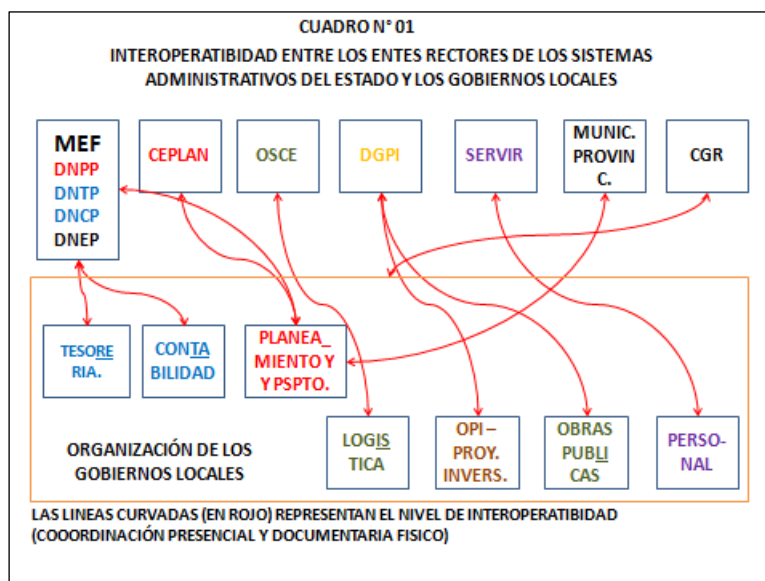 CUADRO N° 01
INTEROPERATIBIDAD ENTRE LOS ENTES RECTORES DE LOS SISTEMAS
ADMINISTRATIVOS DEL ESTADO Y LOS GOBIERNOS LOCALES
MEF
DNPP
DNTP
DNCP
DNEP
CEPLAN
OSCE
DGPI
SERVIR
MUNIC.
PROVIN
C.
CGR
TESORE
RIA.
CONTA
BILIDAD
PLANEA_
MIENTO Y
Y PSPTO.
LOGIS
TICA
OPI –
PROY.
INVERS.
OBRAS
PUBLI
CAS
PERSO-
NAL
ORGANIZACIÓN DE LOS
GOBIERNOS LOCALES
LAS LINEAS CURVADAS (EN ROJO) REPRESENTAN EL NIVEL DE INTEROPERATIBIDAD
(COOORDINACIÓN PRESENCIAL Y DOCUMENTARIA FISICO)